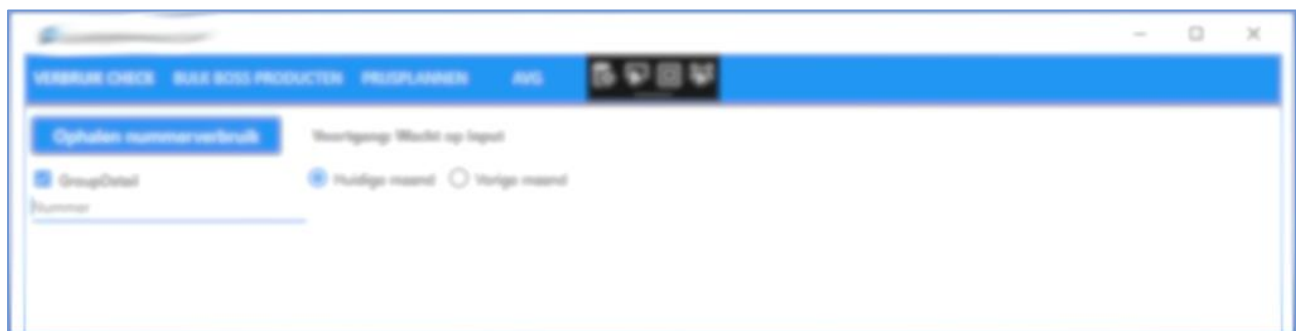 VERBRUIK CHECK BULK BOSS PRODUCTEN PRIJSPLANNEN AVG
Ophalen nummerverbruik Voortgang: Wacht op input
GroupDetail Huidige maand Vorige maand
Nummer